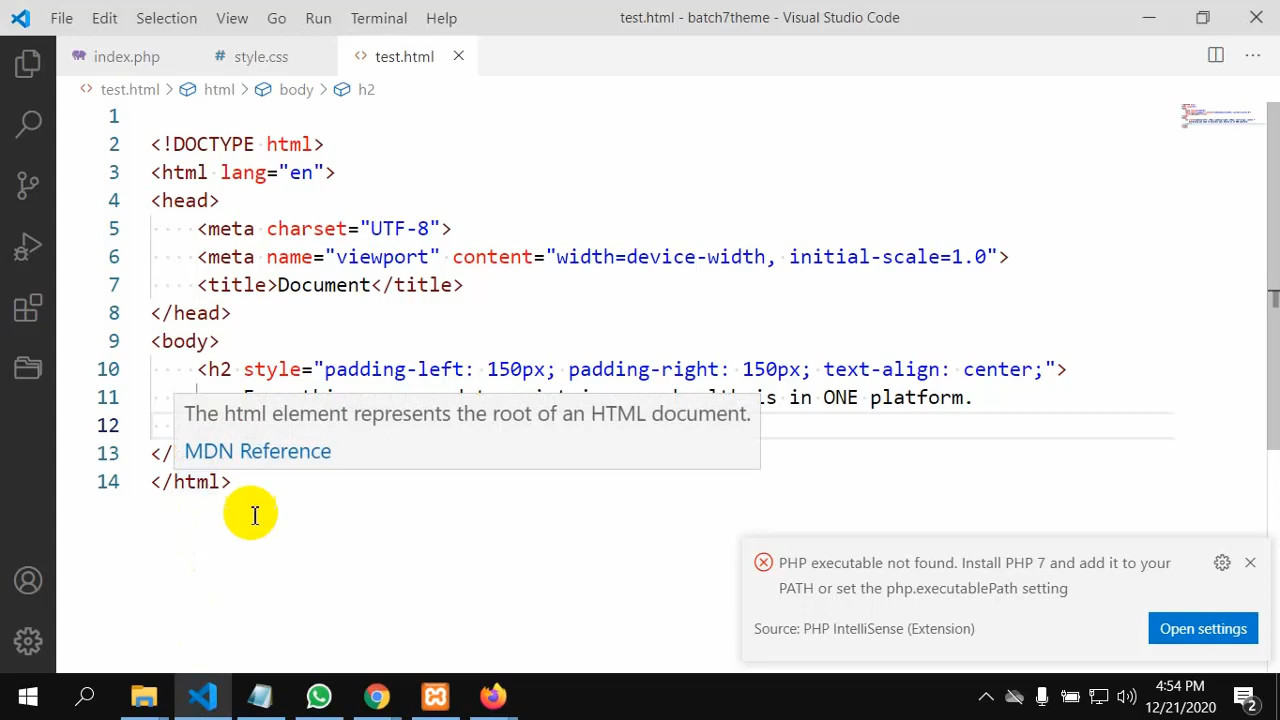 File Edit Selection View Go Run Terminal Help test.html - batch7theme - Visual Studio Code
index.php # style.css <> test.html
<> test.html > html > body > h2
1
2 <!DOCTYPE html>
3 <html lang="en">
4 <head>
5 <meta charset="UTF-8">
6 <meta name="viewport" content="width=device-width, initial-scale=1.0">
7 <title>Document</title>
8 </head>
9 <body>
10 <h2 style="padding-left: 150px; padding-right: 150px; text-align: center;">
11 is in ONE platform.
The html element represents the root of an HTML document.
12
MDN Reference
13 </
14 </html>
PHP executable not found. Install PHP 7 and add it to your
PATH or set the php.executablePath setting
Source: PHP IntelliSense (Extension) Open settings
4:54 PM
12/21/2020 2